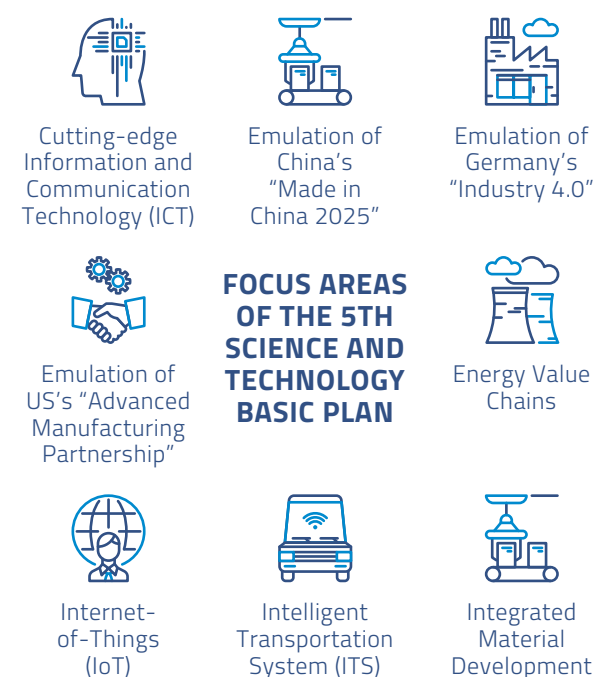 Cutting-edge
Information and
Communication
Technology (ICT)
Emulation of
China's
"Made in
China 2025"
Emulation of
Germany's
"Industry 4.0"
Emulation of
US's "Advanced
Manufacturing
Partnership"
FOCUS AREAS
OF THE 5TH
SCIENCE AND
TECHNOLOGY
BASIC PLAN
Energy Value
Chains
Internet-
of-Things
(IoT)
Intelligent
Transportation
System (ITS)
Integrated
Material
Development